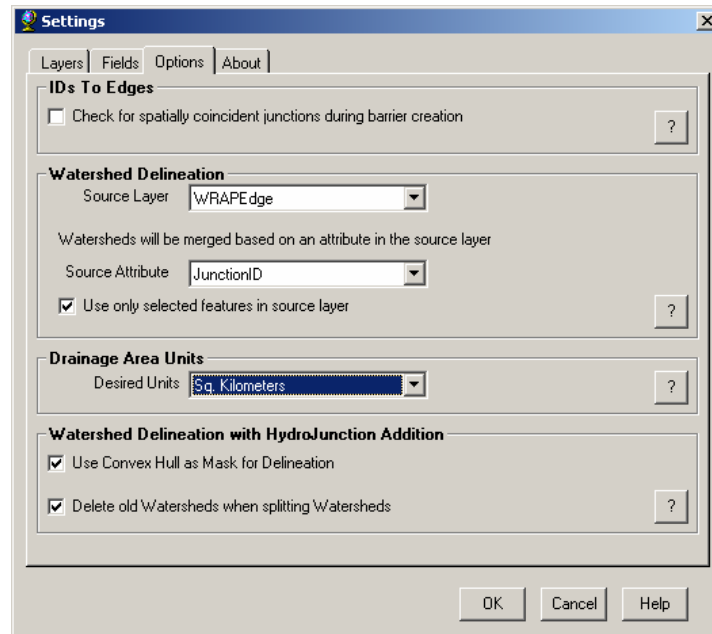 Settings
Layers Fields Options About
IDs To Edges
Check for spatially coincident junctions during barrier creation
?
Watershed Delineation
Source Layer WRAPEdge
Watersheds will be merged based on an attribute in the source layer
Source Attribute JunctionID
Use only selected features in source layer
?
Drainage Area Units
Desired Units Sq. Kilometers
?
Watershed Delineation with HydroJunction Addition
Use Convex Hull as Mask for Delineation
Delete old Watersheds when splitting Watersheds
?
OK Cancel Help